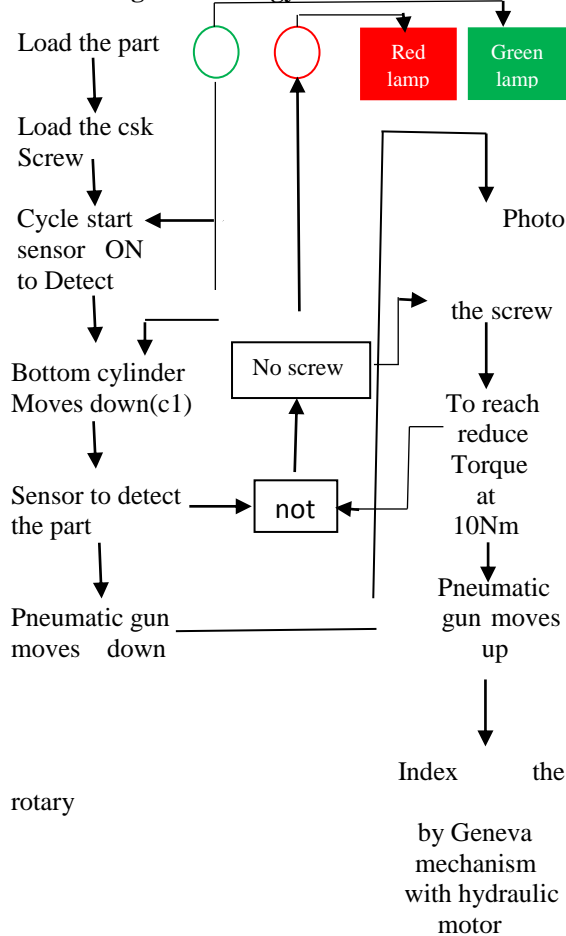 Load the part
Load the csk
Screw
Cycle start
sensor ON
to Detect
Bottom cylinder
Moves down(c1)
Sensor to detect
the part
Pneumatic gun
moves down
rotary
No screw
not
Red
lamp
Green
lamp
Photo
the screw
To reach
reduce
Torque
at
10Nm
Pneumatic
gun moves
up
Index the
by Geneva
mechanism
with hydraulic
motor